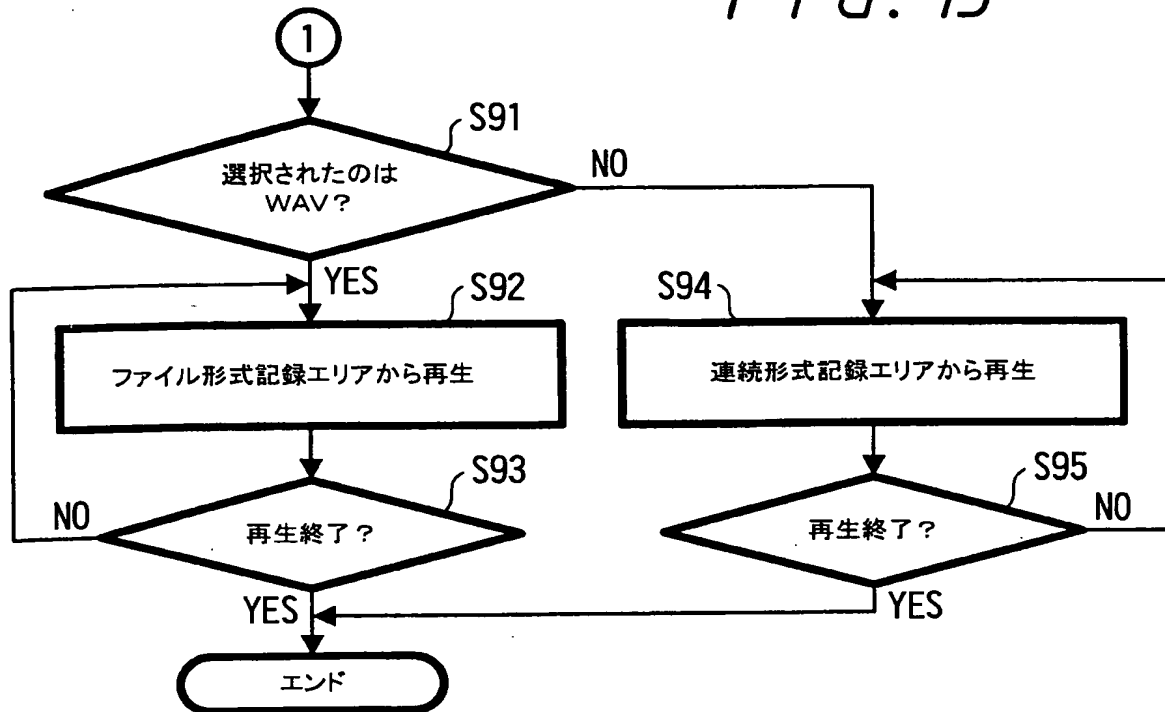 1
S91
選択されたのは
WAV?
NO
YES
S92
ファイル形式記録エリアから再生
S94
連続形式記録エリアから再生
S93
再生終了?
NO
YES
S95
再生終了?
NO
YES
エンド